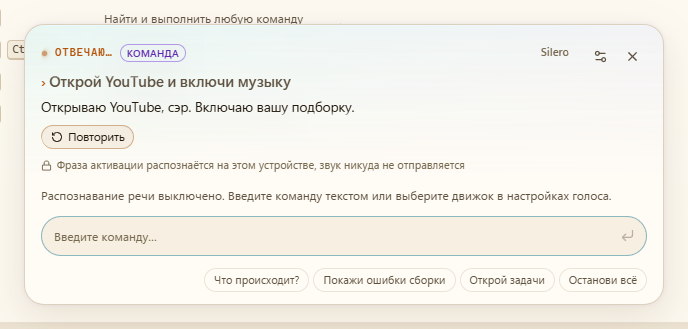 Найти и выполнить любую команду
Ct
ОТВЕЧАЮ... КОМАНДА Silero
› Открой YouTube и включи музыку
Открываю YouTube, сэр. Включаю вашу подборку.
Повторить
Фраза активации распознаётся на этом устройстве, звук никуда не отправляется
Распознавание речи выключено. Введите команду текстом или выберите движок в настройках голоса.
Введите команду...
Что происходит? Покажи ошибки сборки Открой задачи Останови всё